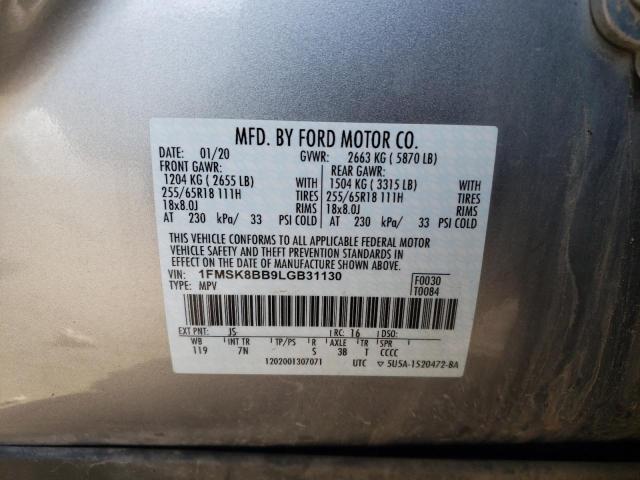 MFD. BY FORD MOTOR CO.
DATE: 01/20 GVWR: 2663 KG ( 5870 LB)
FRONT GAWR: REAR GAWR:
1204 KG ( 2655 LB) WITH 1504 KG ( 3315 LB) WITH
255/65R18 111H TIRES 255/65R18 111H TIRES
18x8.0J RIMS 18x8.0J RIMS
AT 230 kPa/ 33 PSI COLD AT 230 kPa/ 33 PSI COLD
THIS VEHICLE CONFORMS TO ALL APPLICABLE FEDERAL MOTOR
VEHICLE SAFETY AND THEFT PREVENTION STANDARDS IN
EFFECT ON THE DATE OF MANUFACTURE SHOWN ABOVE.
VIN: 1FMSK8BB9LGB31130 F0030
TYPE: MPV T0084
EXT PNT: JS RC: 16 DSO:
WB INT TR TP/PS R AXLE TR SPR
119 7N S 3B T CCCC
1202001307071 UTC ▽ 5U5A-1520472-BA